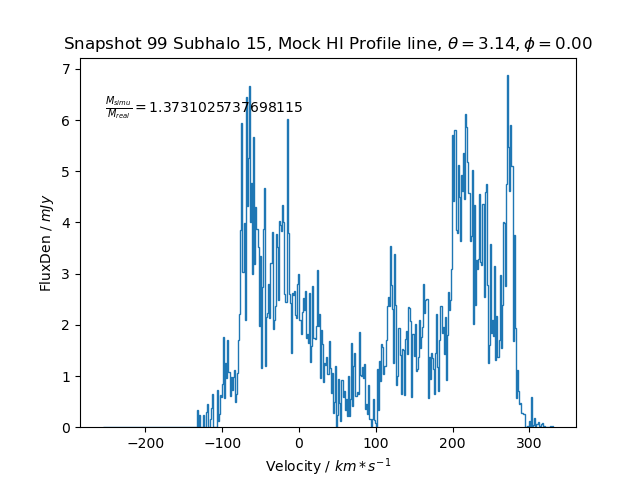 Snapshot 99 Subhalo 15, Mock HI Profile line, θ = 3.14, ϕ = 0.00
7
6
5
4
3
2
1
0
FluxDen / mJy
M_simu / M_real = 1.3731025737698115
−200 −100 0 100 200 300
Velocity / km * s⁻¹